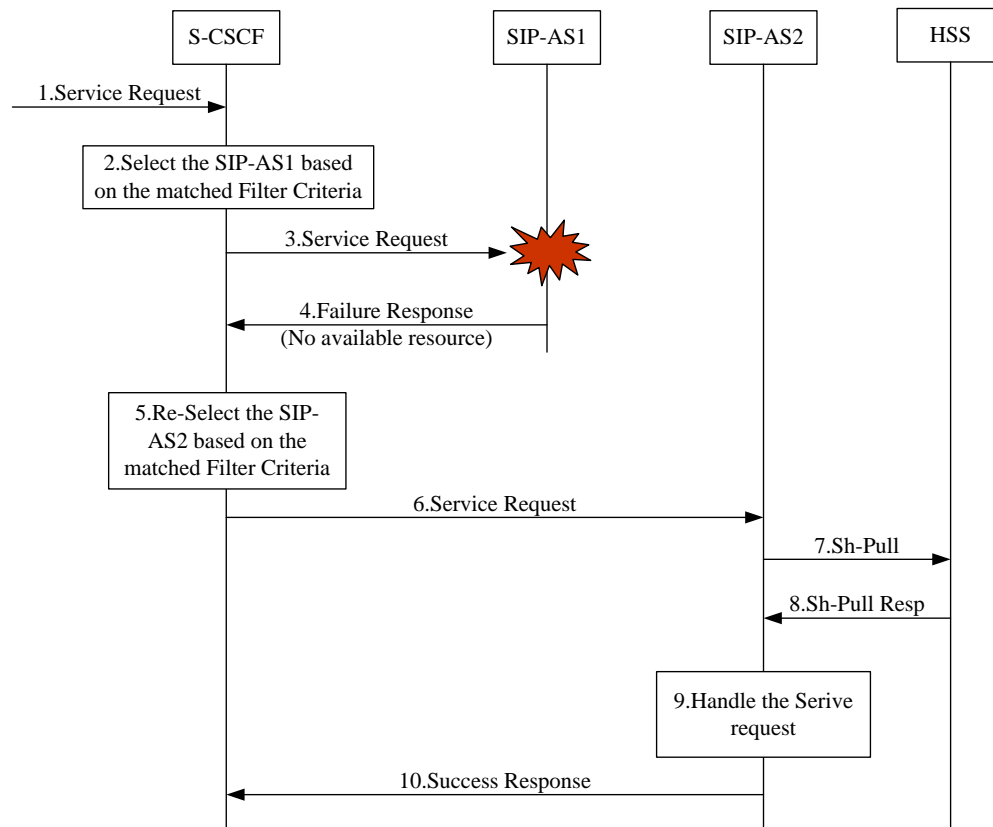 S-CSCF
SIP-AS1
SIP-AS2
HSS
1.Service Request
2.Select the SIP-AS1 based
on the matched Filter Criteria
3.Service Request
4.Failure Response
(No available resource)
5.Re-Select the SIP-
AS2 based on the
matched Filter Criteria
6.Service Request
7.Sh-Pull
8.Sh-Pull Resp
9.Handle the Serive
request
10.Success Response